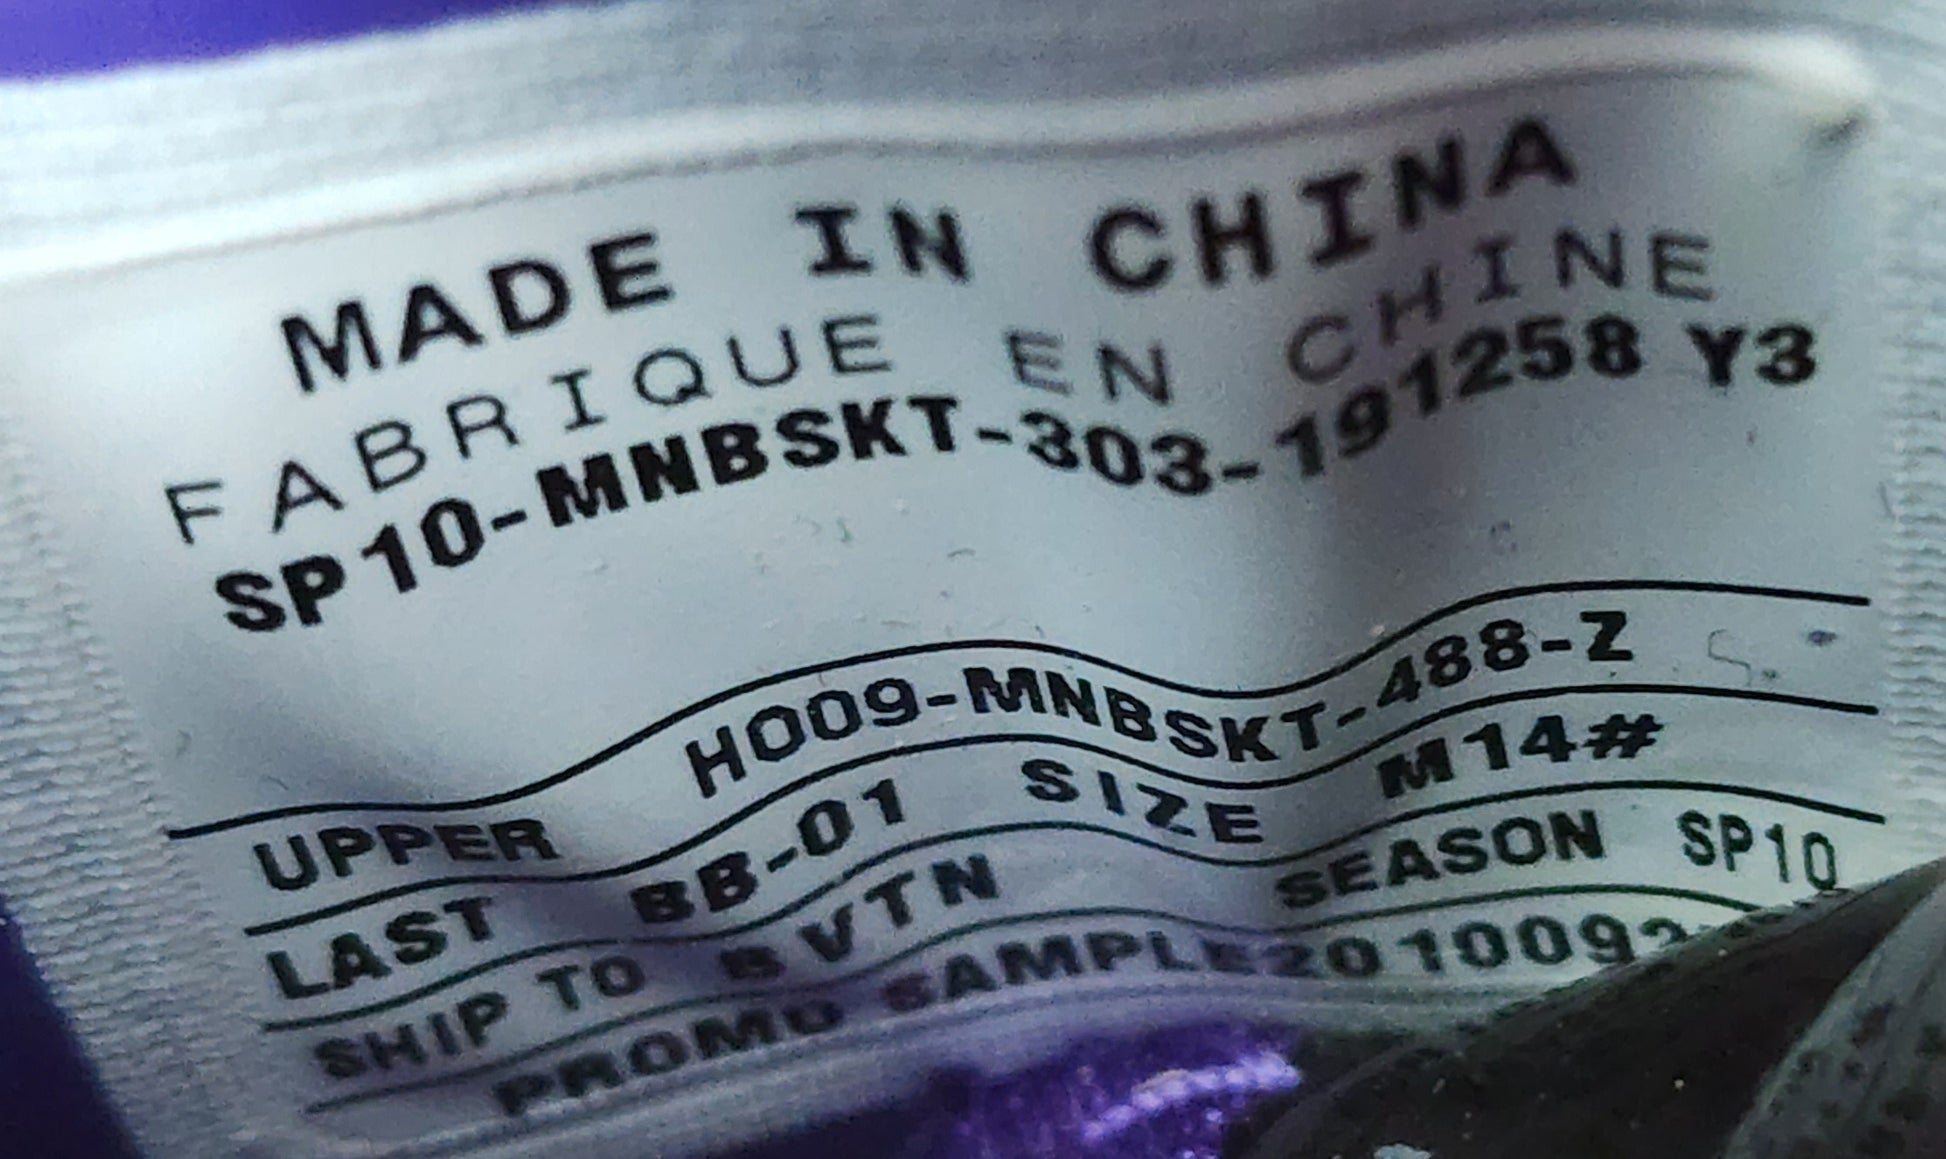 MADE IN CHINA
FABRIQUE EN CHINE
SP10-MNBSKT-303-191258 Y3
UPPER HO09-MNBSKT-488-Z
LAST BB-01 SIZE M14#
SHIP TO BVTN SEASON SP10
PROMO SAMPLE